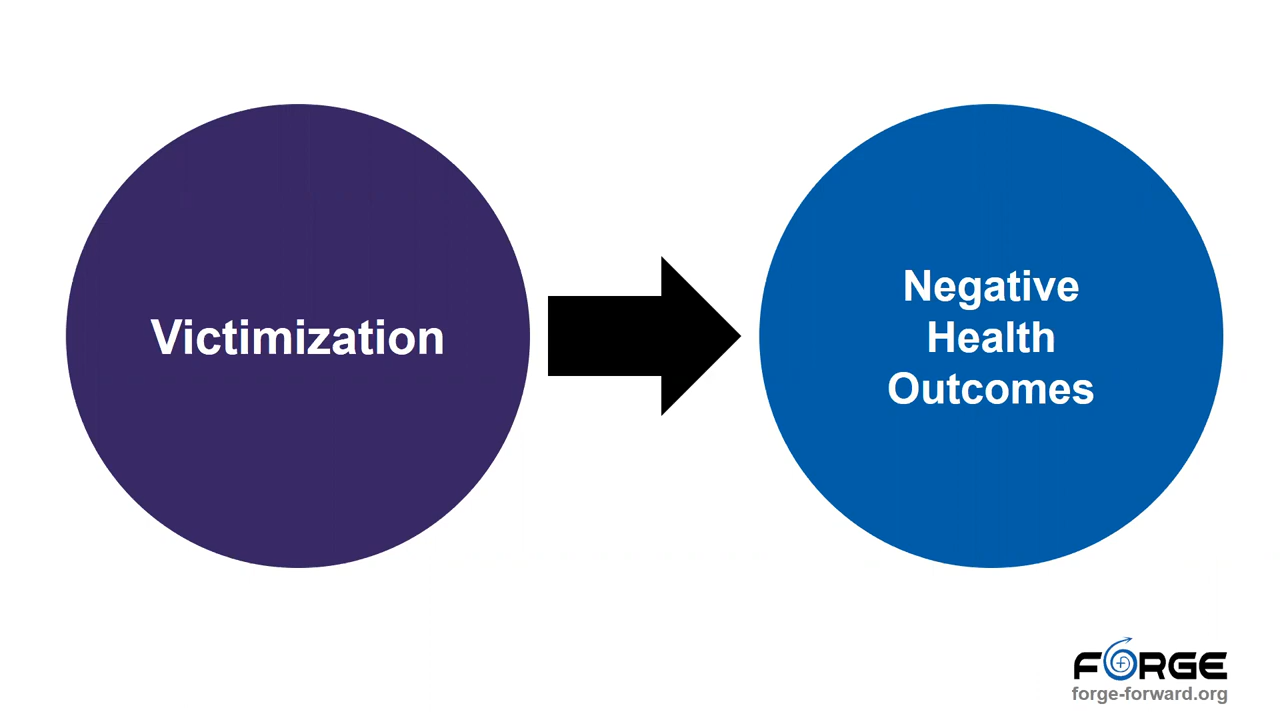 Victimization
Negative
Health
Outcomes
FORGE
forge-forward.org